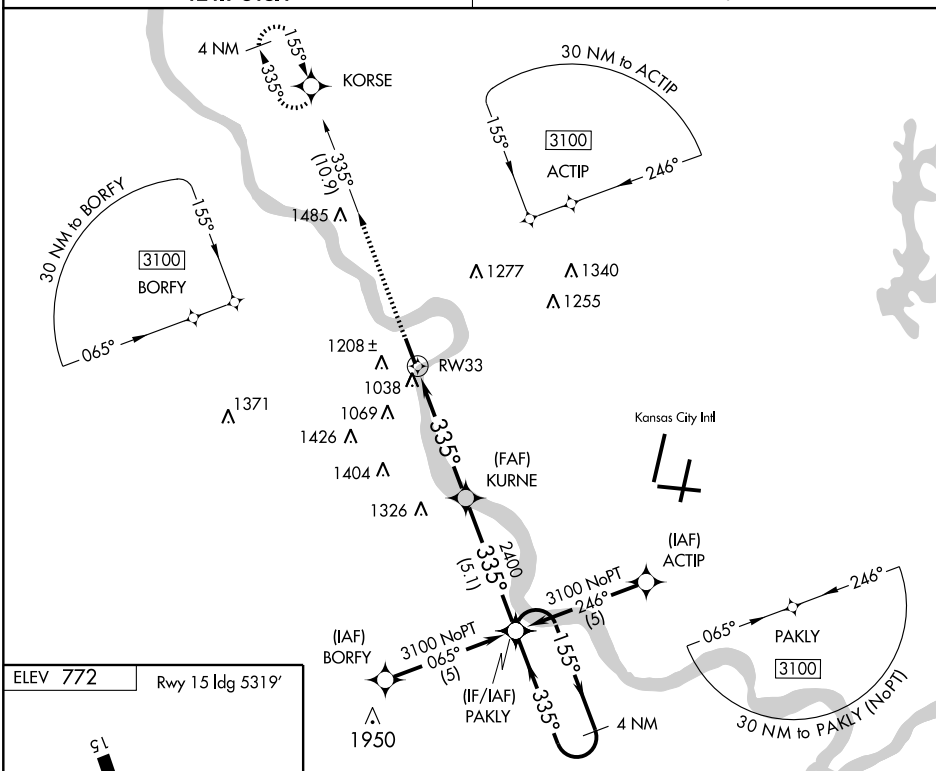 4 NM
155°
335°
KORSE
335°
(10.9)
30 NM to ACTIP
155°
3100
ACTIP
246°
30 NM to BORFY
155°
3100
BORFY
065°
1485
1277
1340
1255
1208 ±
RW33
1038
1371
1069
1426
1404
1326
335°
(FAF)
KURNE
Kansas City Intl
2400
335°
(5.1)
(IAF)
ACTIP
3100 NoPT
246°
(5)
(IAF)
BORFY
3100 NoPT
065°
(5)
(IF/IAF)
PAKLY
155°
335°
4 NM
1950
065°
246°
PAKLY
3100
30 NM to PAKLY (NoPT)
ELEV 772
Rwy 15 ldg 5319'
15